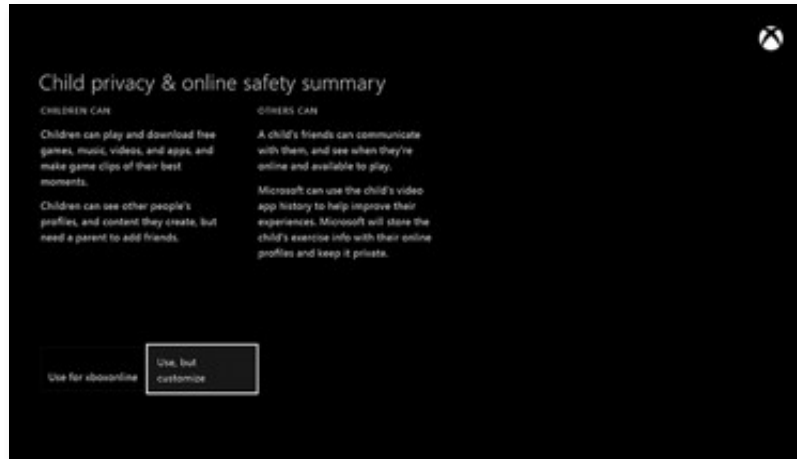 Child privacy & online safety summary
CHILDREN CAN
Children can play and download free
games, music, videos, and apps, and
make game clips of their best
moments.
Children can see other people's
profiles, and content they create, but
need a parent to add friends.
OTHERS CAN
A child's friends can communicate
with them, and see when they're
online and available to play.
Microsoft can use the child's video
app history to help improve their
experiences. Microsoft will store the
child's exercise info with their online
profiles and keep it private.
Use for xboxonline
Use, but
customize